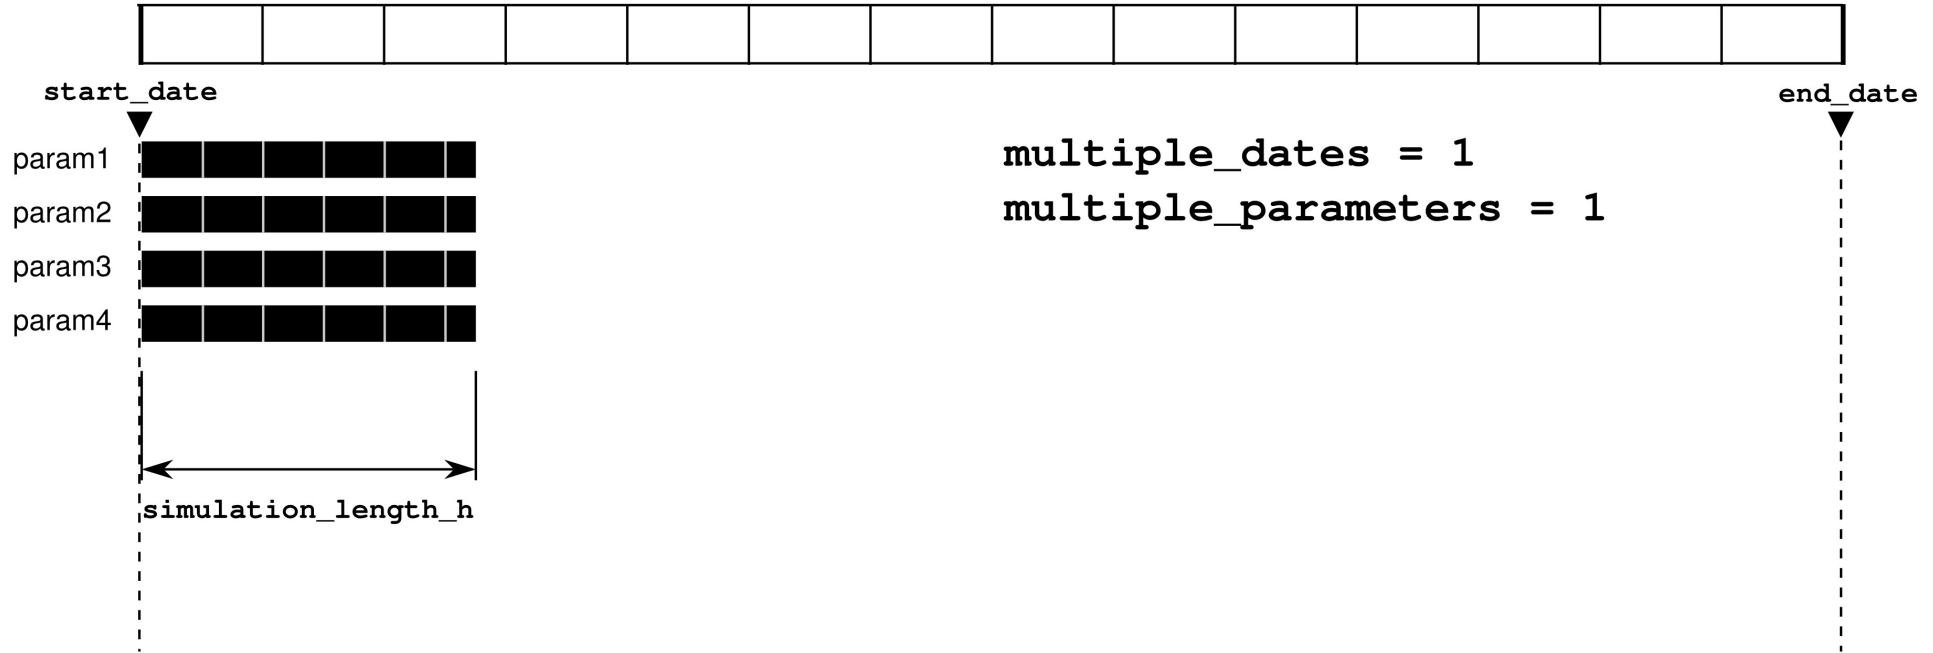 start_date
end_date
param1
multiple_dates = 1
param2
multiple_parameters = 1
param3
param4
simulation_length_h